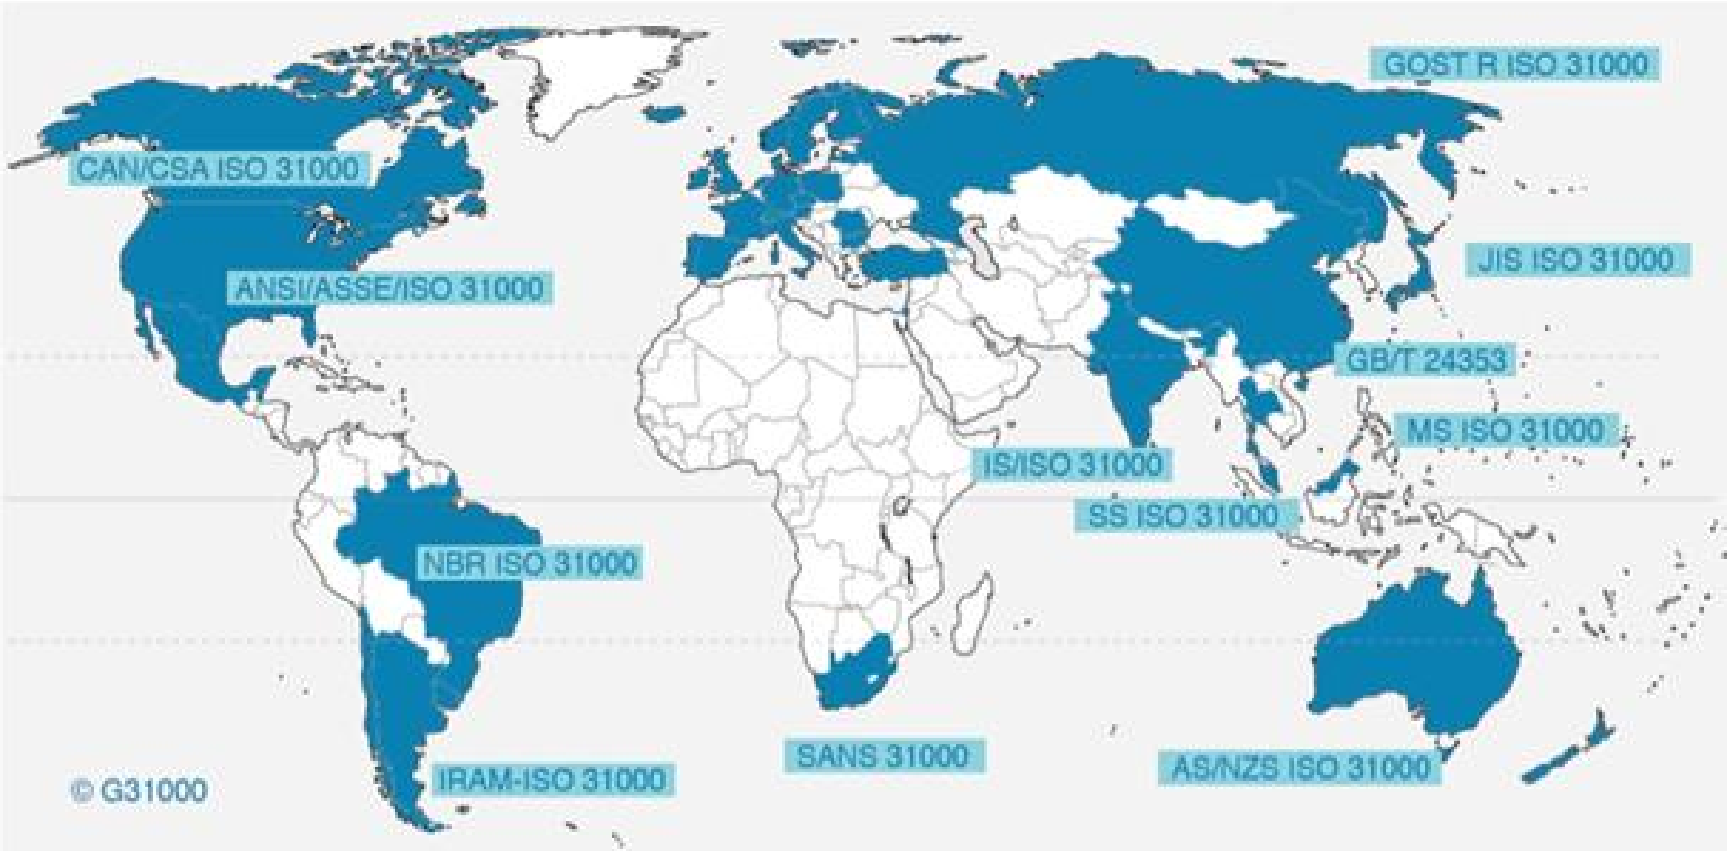 GOST R ISO 31000
CAN/CSA ISO 31000
JIS ISO 31000
ANSI/ASSE/ISO 31000
GB/T 24353
MS ISO 31000
IS/ISO 31000
SS ISO 31000
NBR ISO 31000
SANS 31000
AS/NZS ISO 31000
IRAM-ISO 31000
© G31000